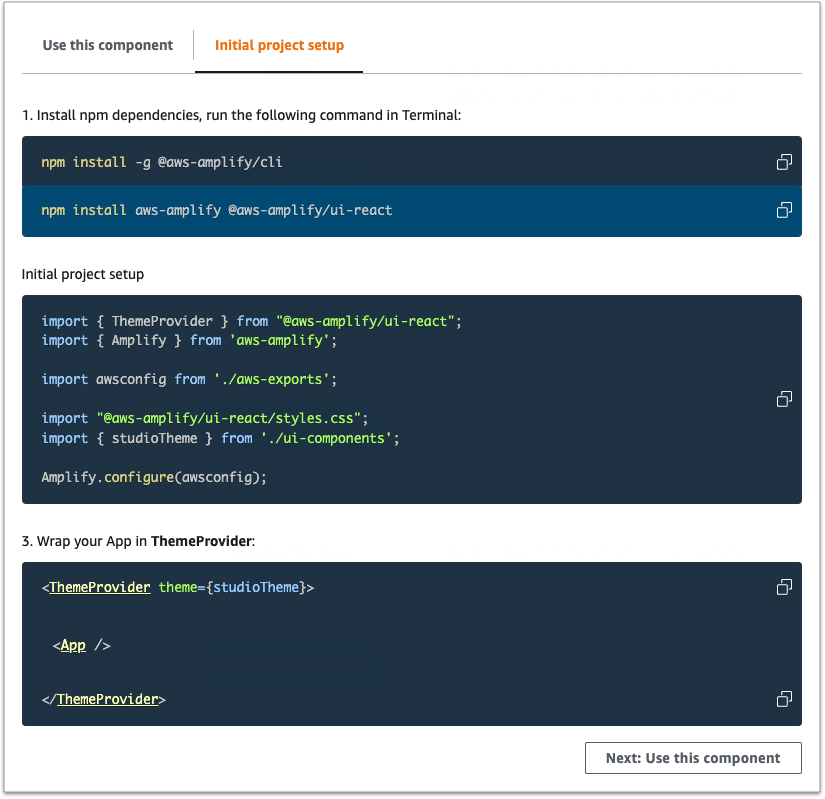 Use this component
Initial project setup
1. Install npm dependencies, run the following command in Terminal:
npm install -g @aws-amplify/cli
npm install aws-amplify @aws-amplify/ui-react
Initial project setup
import { ThemeProvider } from "@aws-amplify/ui-react";
import { Amplify } from 'aws-amplify';
import awsconfig from './aws-exports';
import "@aws-amplify/ui-react/styles.css";
import { studioTheme } from './ui-components';
Amplify.configure(awsconfig);
3. Wrap your App in ThemeProvider:
<ThemeProvider theme={studioTheme}>
<App />
</ThemeProvider>
Next: Use this component